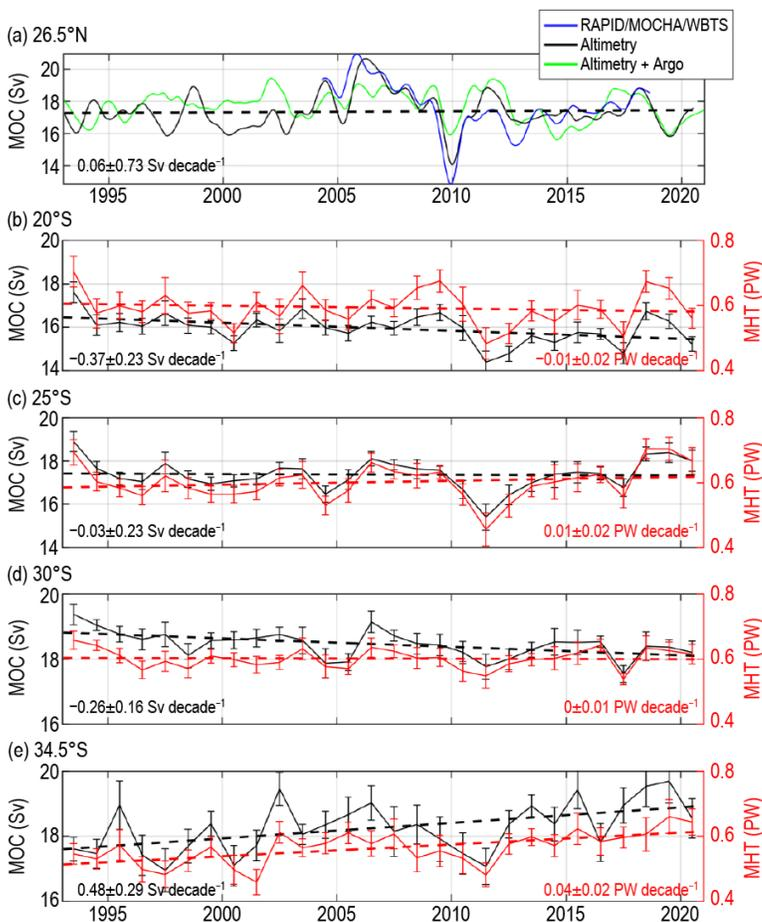 RAPID/MOCHA/WBTS
Altimetry
Altimetry + Argo
(a) 26.5°N
MOC (Sv)
20
18
16
14
0.06±0.73 Sv decade⁻¹
1995 2000 2005 2010 2015 2020
(b) 20°S
MOC (Sv)
20
18
16
14
−0.37±0.23 Sv decade⁻¹
−0.01±0.02 PW decade⁻¹
0.8
0.6
0.4
MHT (PW)
(c) 25°S
MOC (Sv)
20
18
16
14
−0.03±0.23 Sv decade⁻¹
0.01±0.02 PW decade⁻¹
0.8
0.6
0.4
MHT (PW)
(d) 30°S
MOC (Sv)
20
18
16
−0.26±0.16 Sv decade⁻¹
0±0.01 PW decade⁻¹
0.8
0.6
0.4
MHT (PW)
(e) 34.5°S
MOC (Sv)
20
18
16
0.48±0.29 Sv decade⁻¹
0.04±0.02 PW decade⁻¹
0.8
0.6
0.4
MHT (PW)
1995 2000 2005 2010 2015 2020